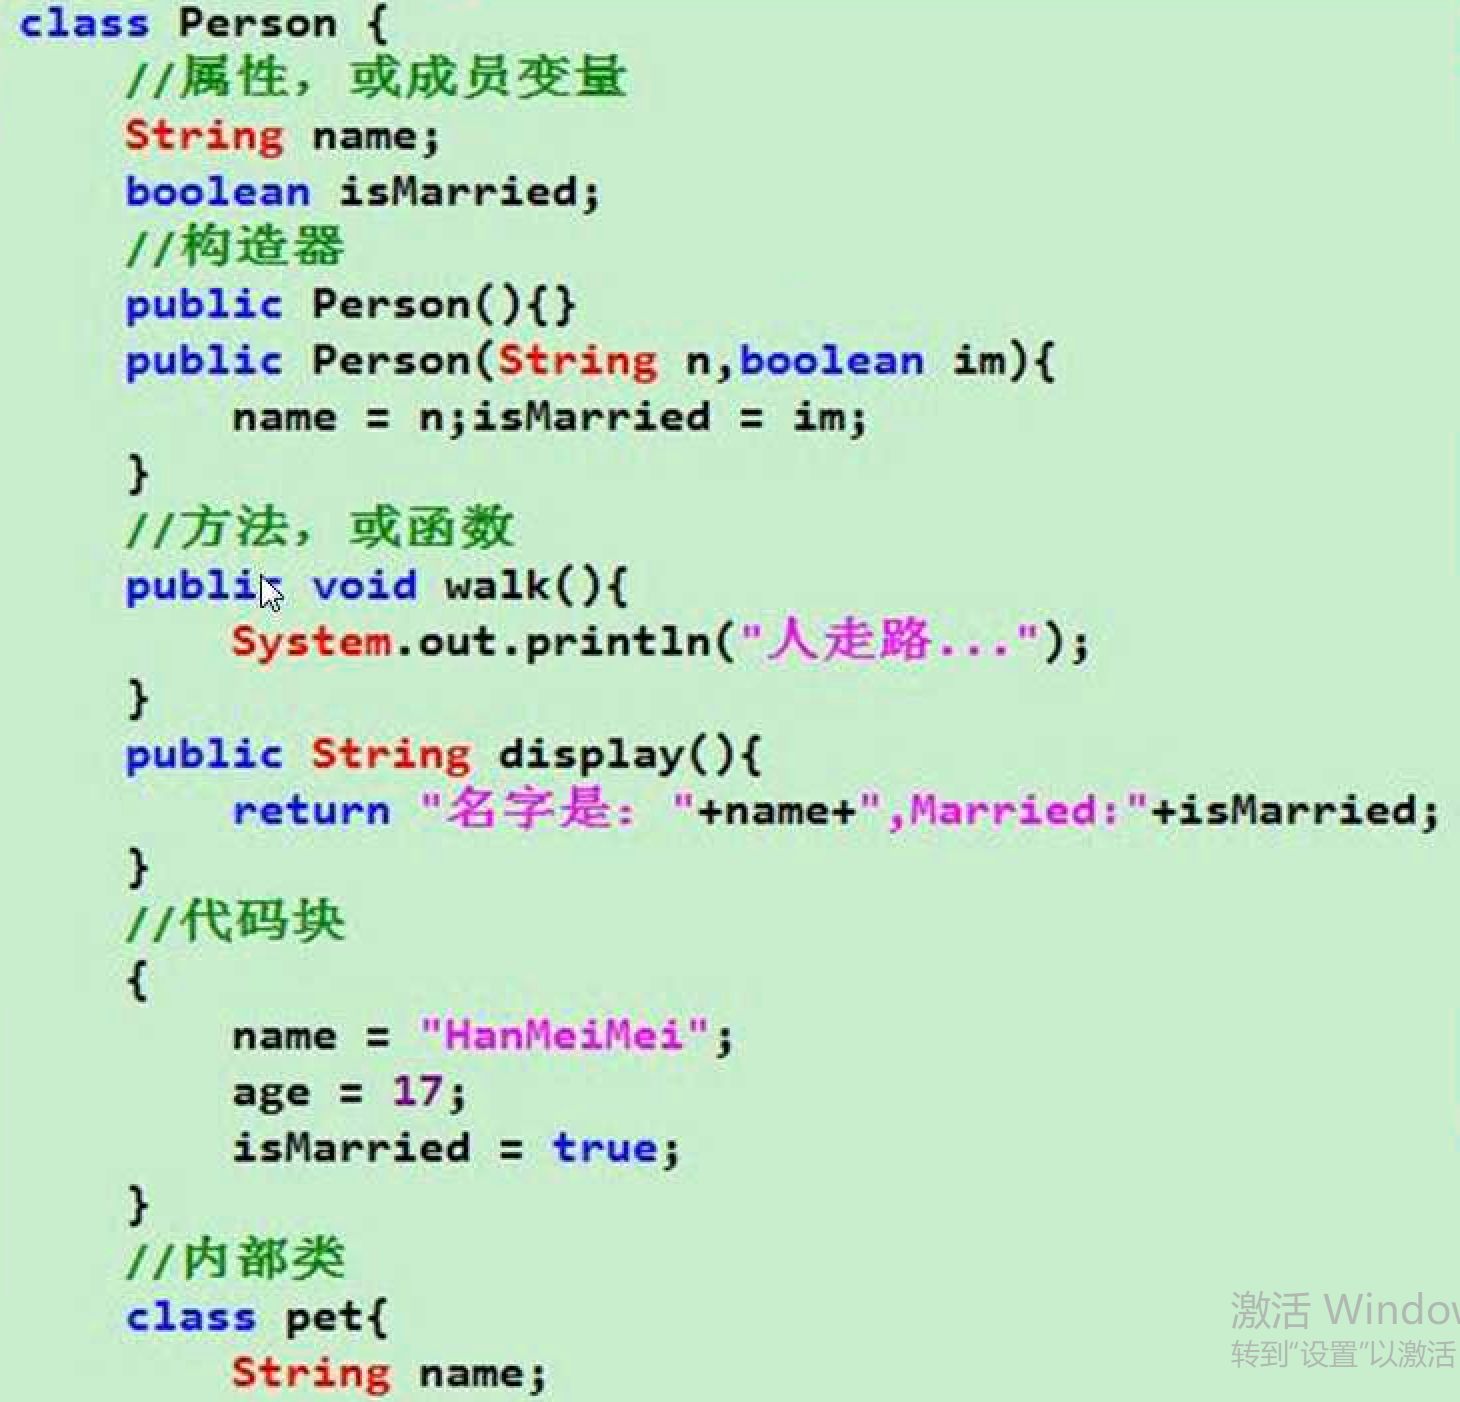 class Person {
//属性，或成员变量
String name;
boolean isMarried;
//构造器
public Person(){}
public Person(String n,boolean im){
name = n;isMarried = im;
}
//方法，或函数
public void walk(){
System.out.println("人走路...");
}
public String display(){
return "名字是："+name+",Married:"+isMarried;
}
//代码块
{
name = "HanMeiMei";
age = 17;
isMarried = true;
}
//内部类
class pet{
String name;
激活 Windo
转到"设置"以激活